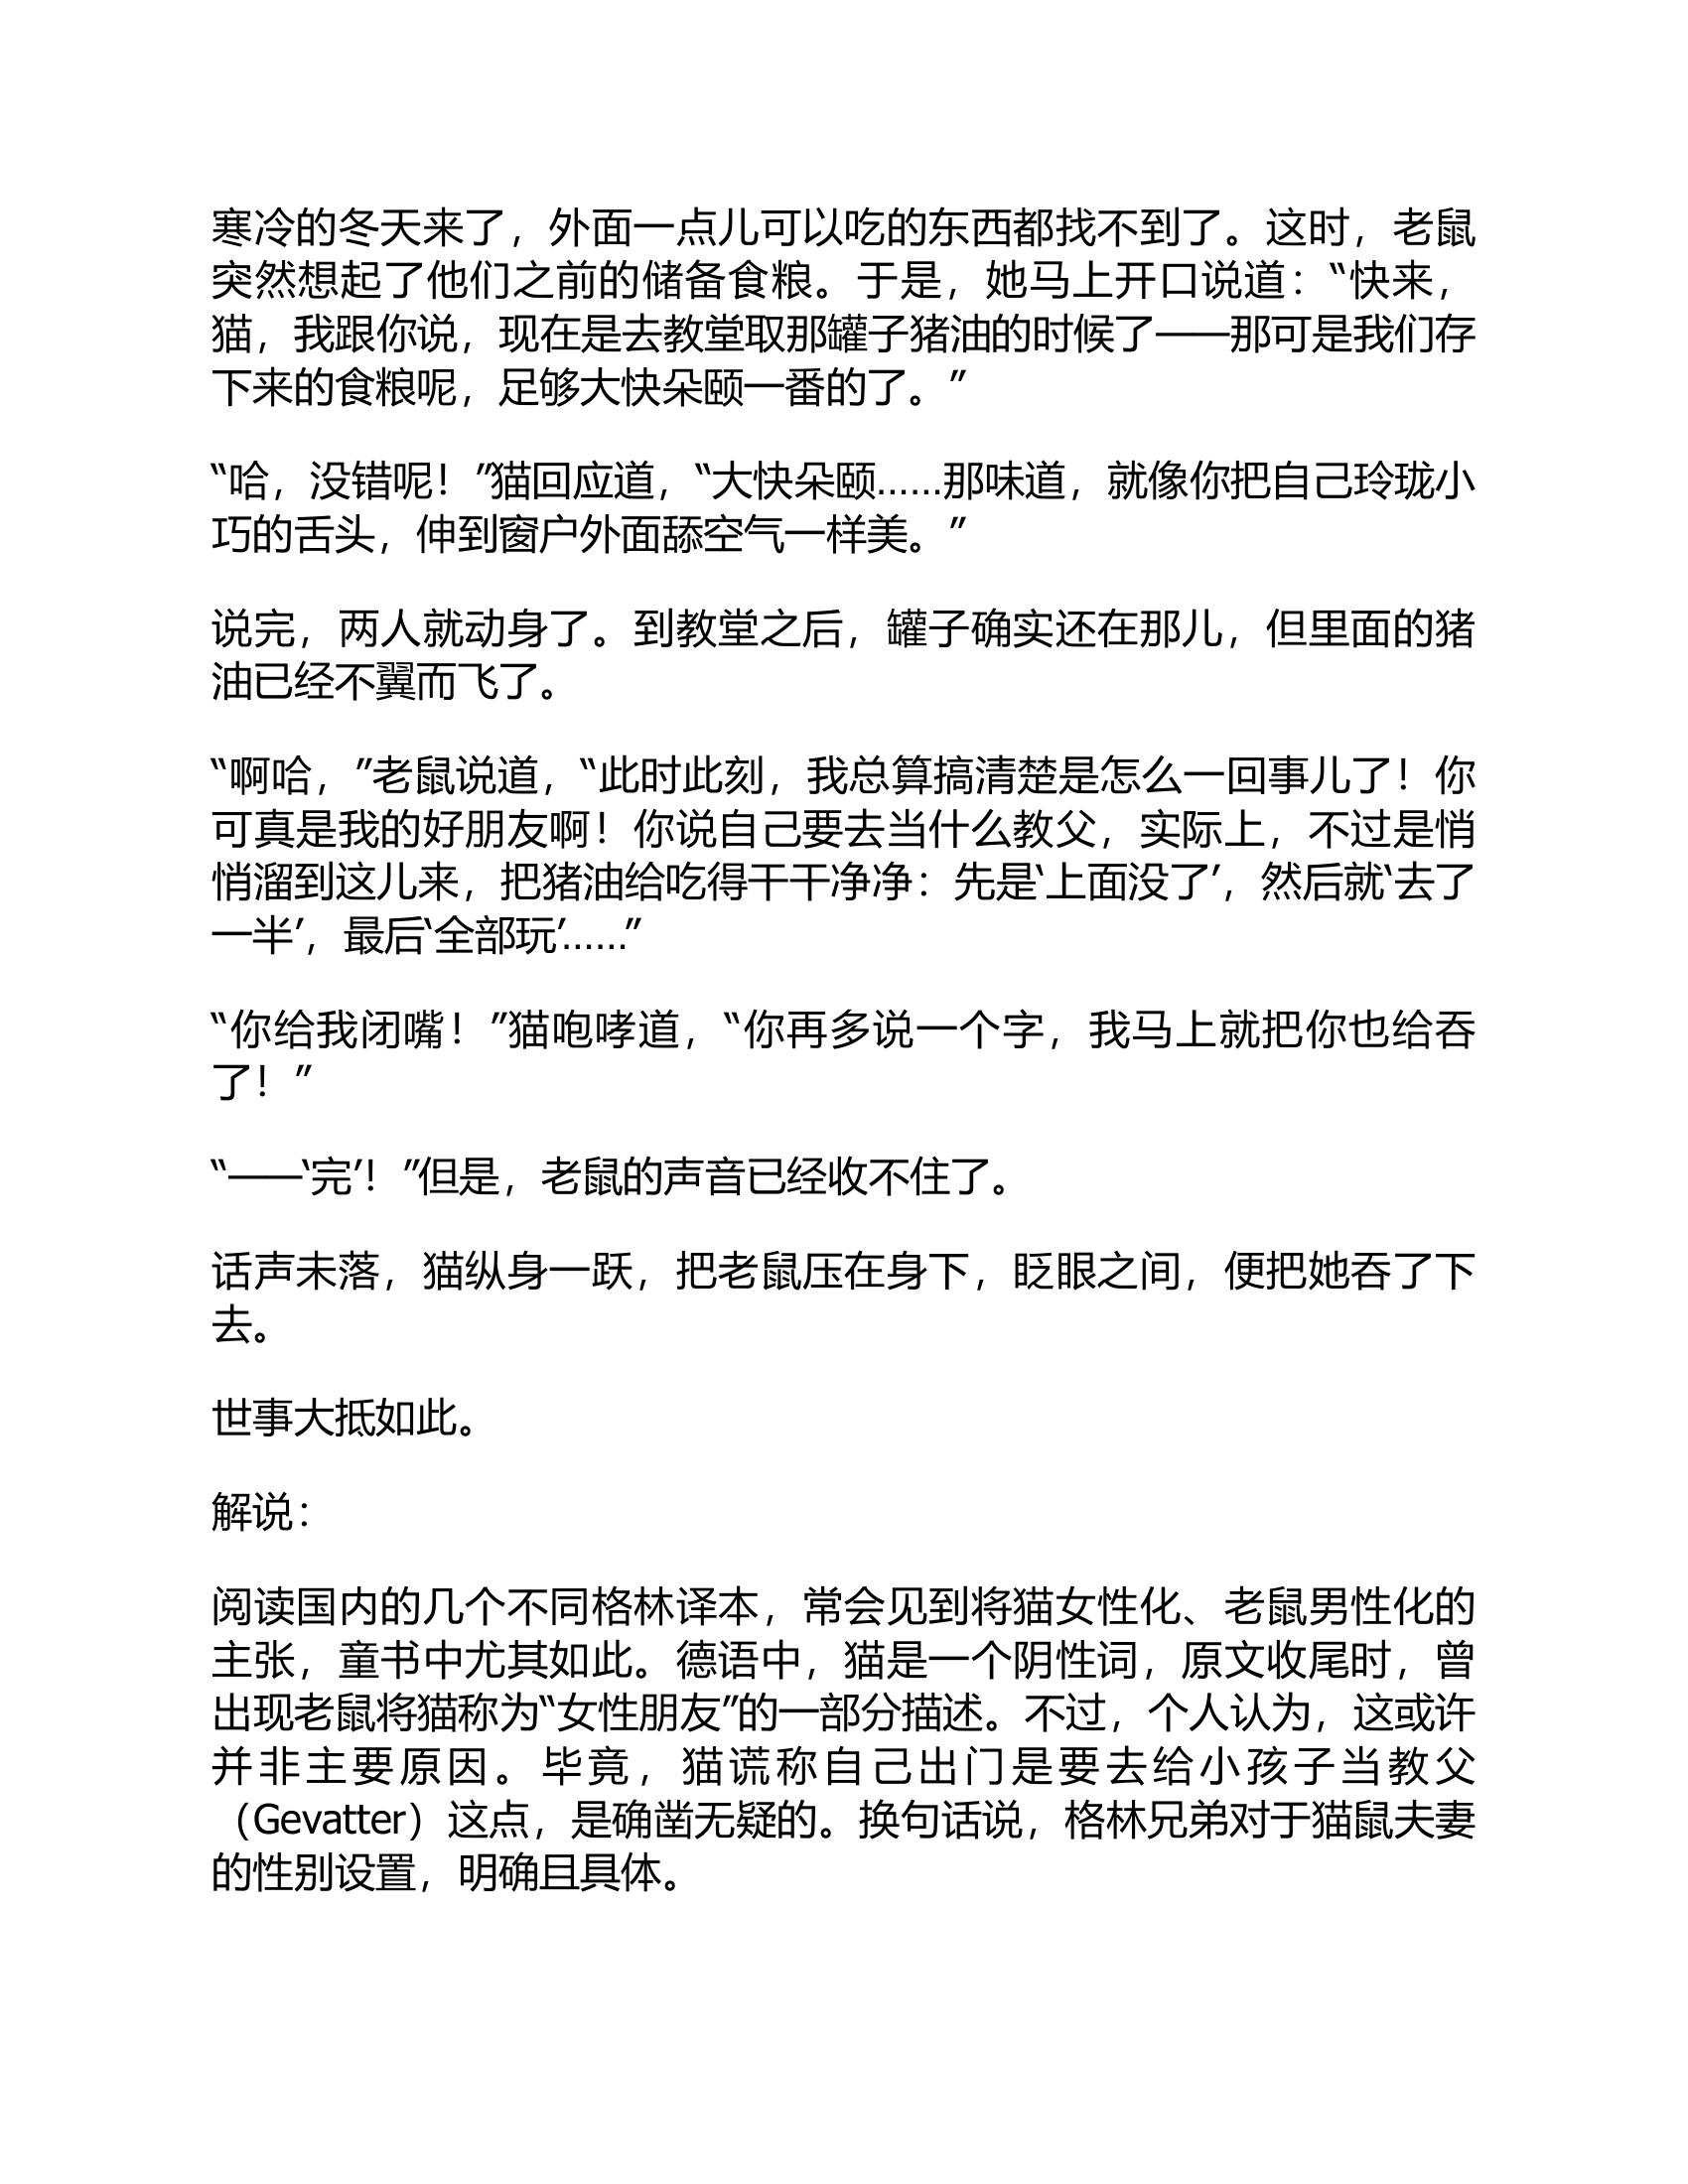 寒冷的冬天来了，外面一点儿可以吃的东西都找不到了。这时，老鼠
突然想起了他们之前的储备食粮。于是，她马上开口说道：“快来，
猫，我跟你说，现在是去教堂取那罐子猪油的时候了——那可是我们存
下来的食粮呢，足够大快朵颐一番的了。”
“哈，没错呢！”猫回应道，“大快朵颐……那味道，就像你把自己玲珑小
巧的舌头，伸到窗户外面舔空气一样美。”
说完，两人就动身了。到教堂之后，罐子确实还在那儿，但里面的猪
油已经不翼而飞了。
“啊哈，”老鼠说道，“此时此刻，我总算搞清楚是怎么一回事儿了！你
可真是我的好朋友啊！你说自己要去当什么教父，实际上，不过是悄
悄溜到这儿来，把猪油给吃得干干净净：先是‘上面没了’，然后就‘去了
一半’，最后‘全部玩’……”
“你给我闭嘴！”猫咆哮道，“你再多说一个字，我马上就把你也给吞
了！”
“——‘完’！”但是，老鼠的声音已经收不住了。
话声未落，猫纵身一跃，把老鼠压在身下，眨眼之间，便把她吞了下
去。
世事大抵如此。
解说：
阅读国内的几个不同格林译本，常会见到将猫女性化、老鼠男性化的
主张，童书中尤其如此。德语中，猫是一个阴性词，原文收尾时，曾
出现老鼠将猫称为“女性朋友”的一部分描述。不过，个人认为，这或许
并非主要原因。毕竟，猫谎称自己出门是要去给小孩子当教父
（Gevatter）这点，是确凿无疑的。换句话说，格林兄弟对于猫鼠夫妻
的性别设置，明确且具体。